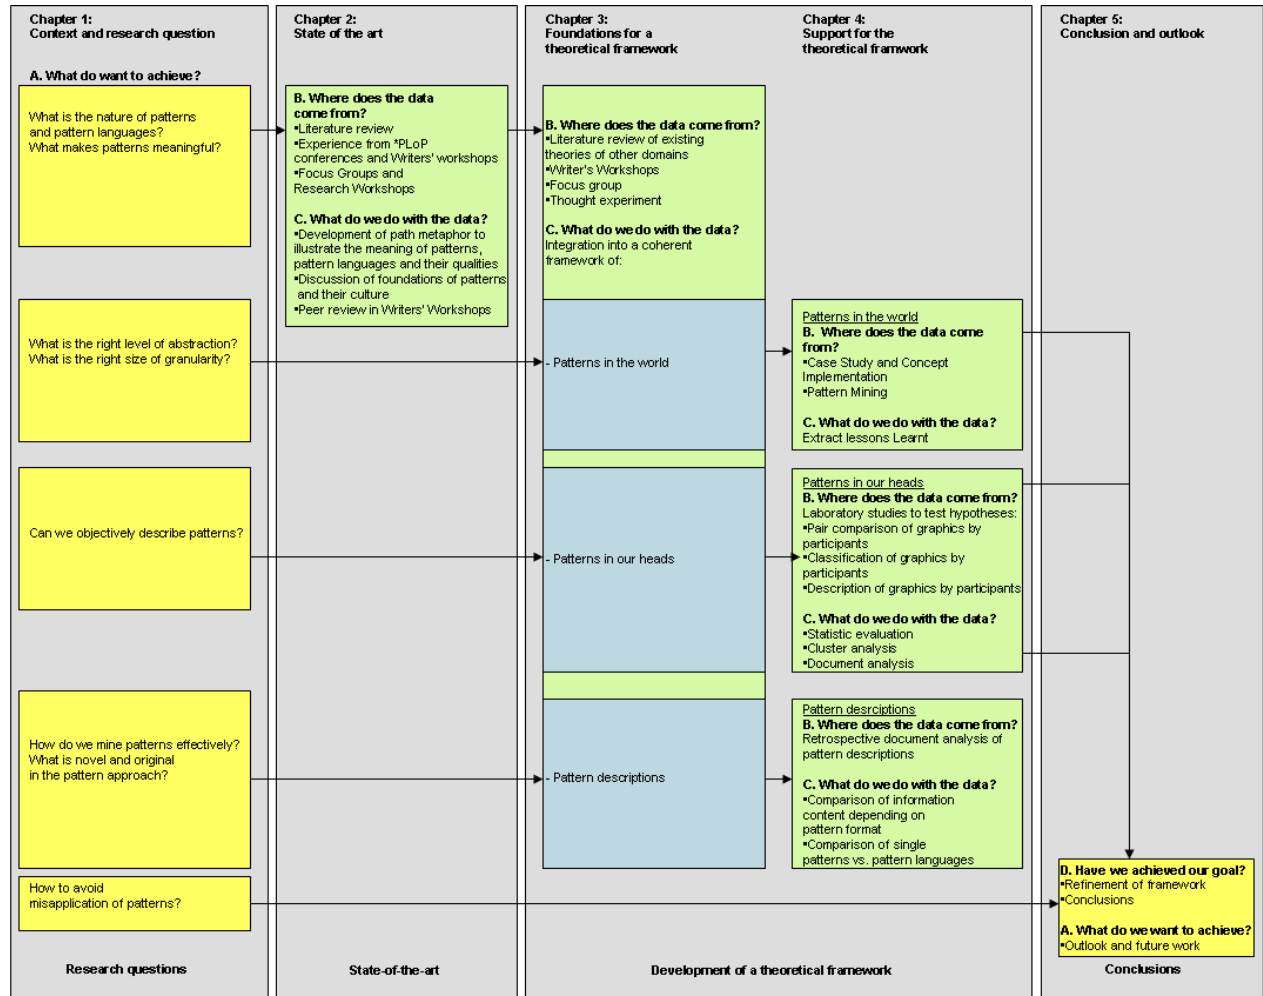 Chapter 1:
Context and research question
A. What do want to achieve?
What is the nature of patterns
and pattern languages?
What makes patterns meaningful?
What is the right level of abstraction?
What is the right size of granularity?
Can we objectively describe patterns?
How do we mine patterns effectively?
What is novel and original
in the pattern approach?
How to avoid
misapplication of patterns?
Research questions
Chapter 2:
State of the art
B. Where does the data
come from?
▪Literature review
▪Experience from *PLoP
conferences and Writers' workshops
▪Focus Groups and
Research Workshops
C. What do we do with the data?
▪Development of path metaphor to
illustrate the meaning of patterns,
pattern languages and their qualities
▪Discussion of foundations of patterns
and their culture
▪Peer review in Writers' Workshops
State-of-the-art
Chapter 3:
Foundations for a
theoretical framework
B. Where does the data come from?
▪Literature review of existing
theories of other domains
▪Writer's Workshops
▪Focus group
▪Thought experiment
C. What do we do with the data?
Integration into a coherent
framework of:
- Patterns in the world
- Patterns in our heads
- Pattern descriptions
Chapter 4:
Support for the
theoretical framwork
Patterns in the world
B. Where does the data come
from?
▪Case Study and Concept
Implementation
▪Pattern Mining
C. What do we do with the data?
Extract lessons Learnt
Patterns in our heads
B. Where does the data come from?
Laboratory studies to test hypotheses:
▪Pair comparison of graphics by
participants
▪Classification of graphics by
participants
▪Description of graphics by participants
C. What do we do with the data?
▪Statistic evaluation
▪Cluster analysis
▪Document analysis
Pattern desrciptions
B. Where does the data come from?
Retrospective document analysis of
pattern descriptions
C. What do we do with the data?
▪Comparison of information
content depending on
pattern format
▪Comparison of single
patterns vs. pattern languages
Development of a theoretical framework
Chapter 5:
Conclusion and outlook
D. Have we achieved our goal?
▪Refinement of framework
▪Conclusions
A. What do we want to achieve?
▪Outlook and future work
Conclusions